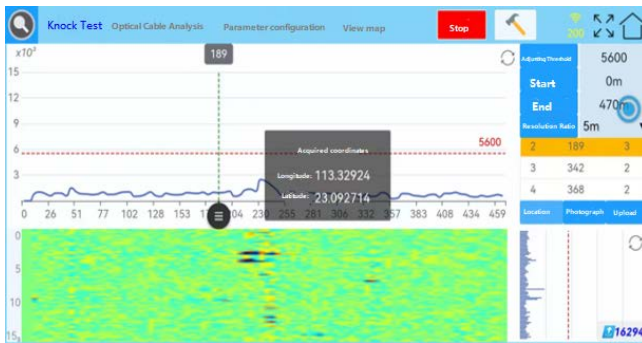 Knock Test Optical Cable Analysis Parameter configuration View map Stop
200
x10³
189
15
12
9
6
3
5600
0 26 51 77 102 128 153 204 230 255 281 306 332 357 383 408 434 459
Acquired coordinates
Longitude: 113.32924
Latitude: 23.092714
0
5
10
15
Adjusting Threshold 5600
Start 0m
End 470m
Resolution Ratio 5m
2 189 3
3 342 2
4 368 2
Location Photograph Upload
16294